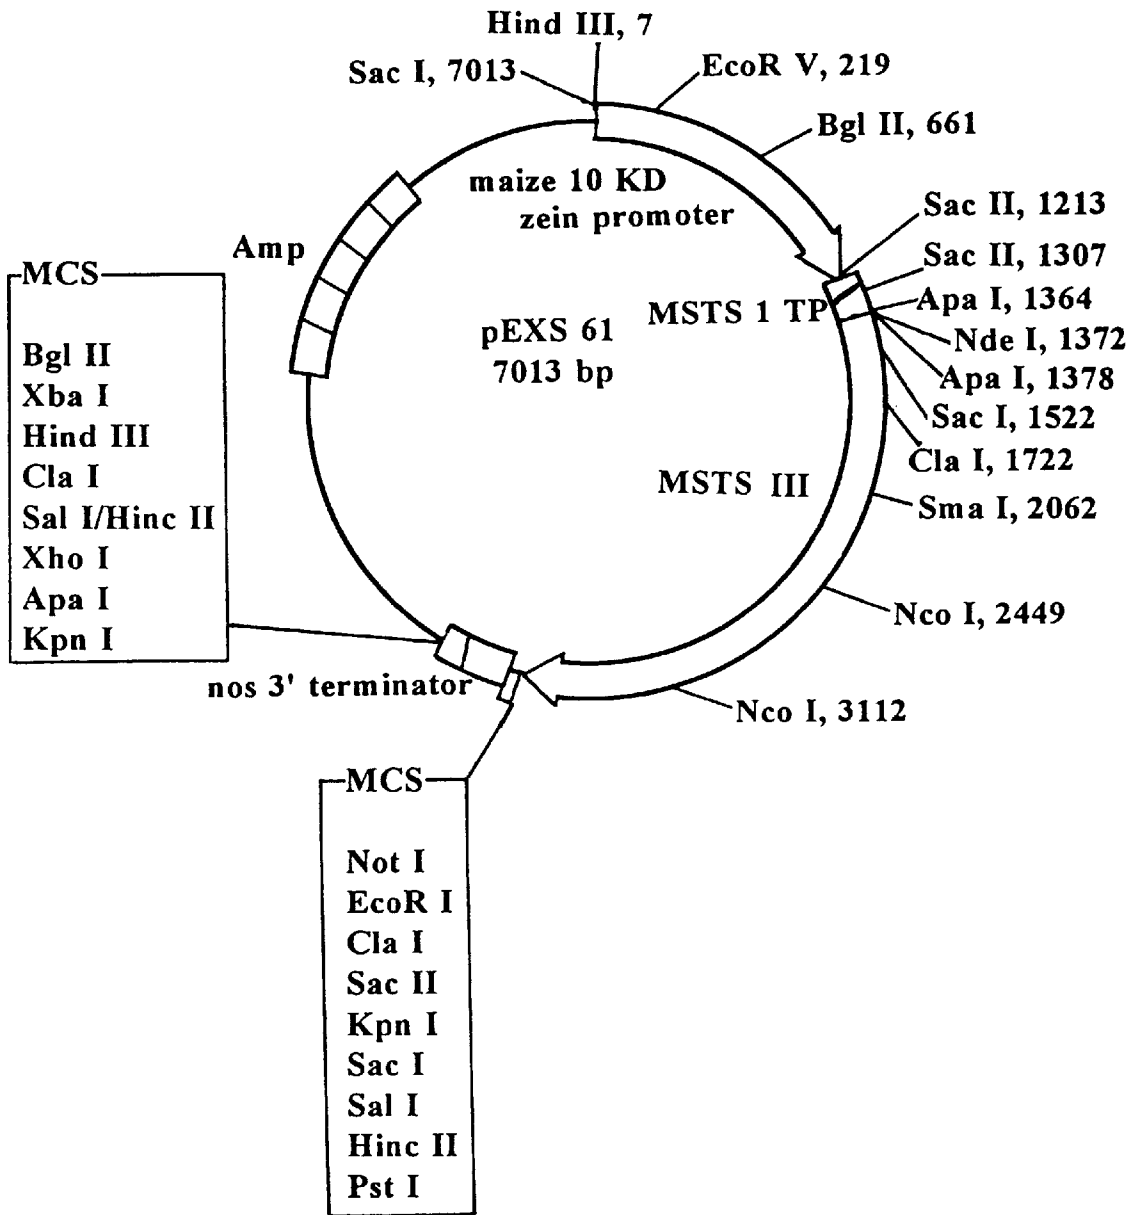 Hind III, 7
Sac I, 7013
EcoR V, 219
Bgl II, 661
maize 10 KD
zein promoter
Sac II, 1213
Sac II, 1307
Apa I, 1364
Nde I, 1372
Apa I, 1378
Sac I, 1522
Cla I, 1722
Sma I, 2062
Nco I, 2449
Nco I, 3112
Amp
MSTS 1 TP
pEXS 61
7013 bp
MSTS III
nos 3' terminator
MCS
Bgl II
Xba I
Hind III
Cla I
Sal I/Hinc II
Xho I
Apa I
Kpn I
MCS
Not I
EcoR I
Cla I
Sac II
Kpn I
Sac I
Sal I
Hinc II
Pst I